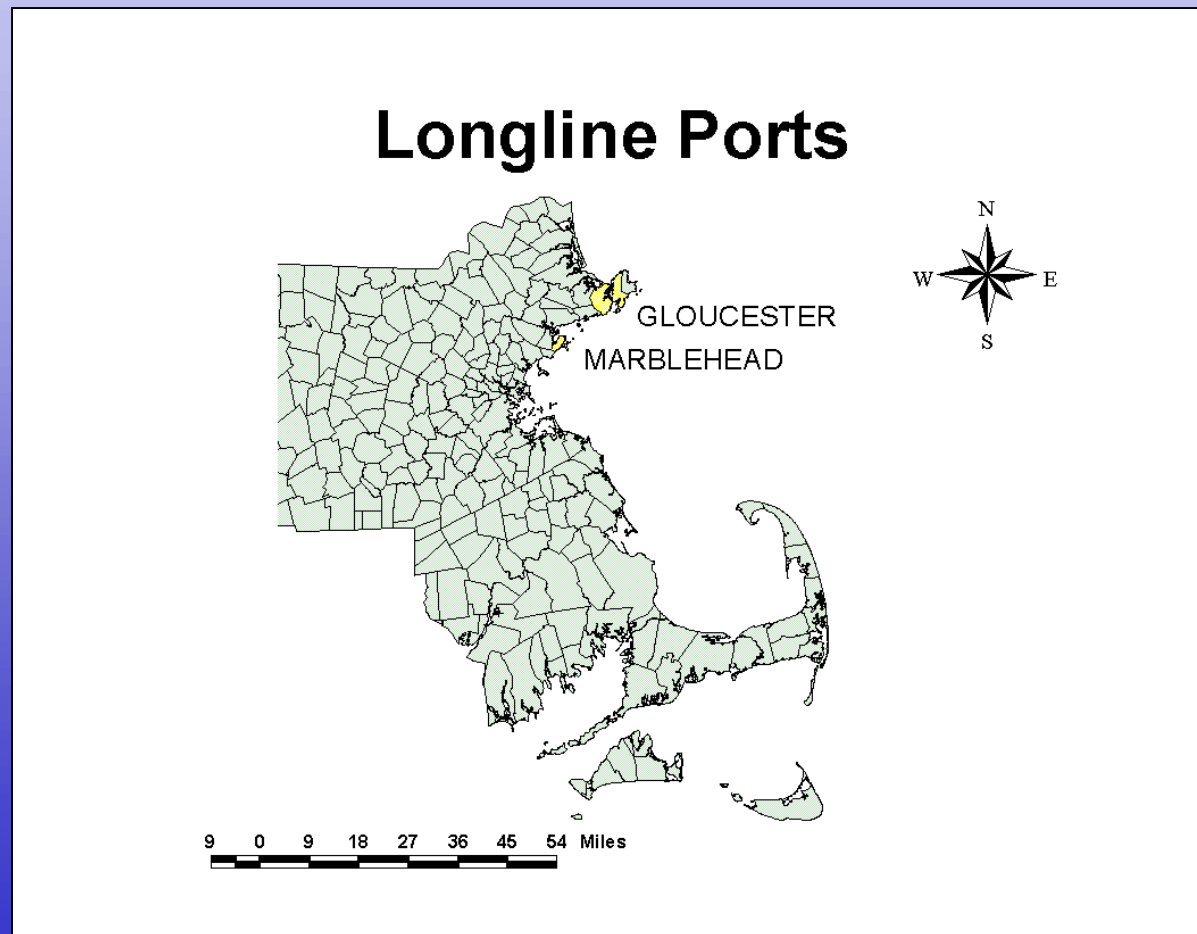 Longline Ports
N
W E
S
GLOUCESTER
MARBLEHEAD
9 0 9 18 27 36 45 54 Miles